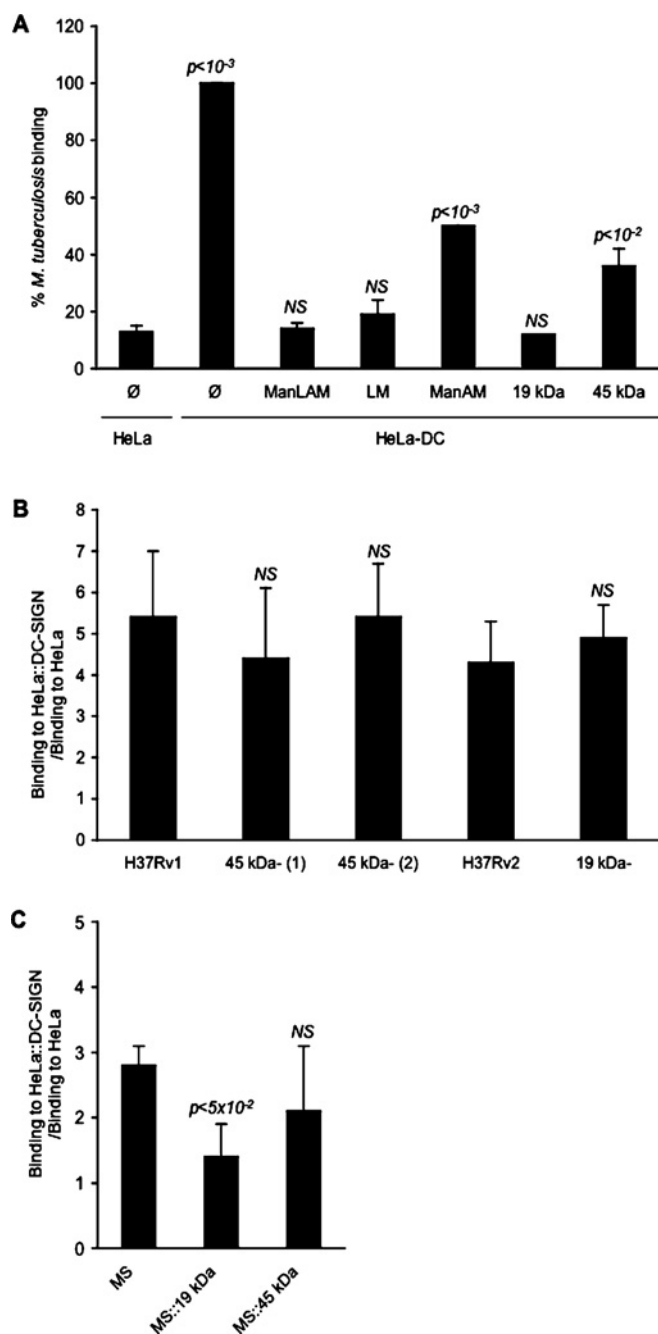 A
% M. tuberculosis binding
120
100
80
60
40
20
0
p<10-3
NS
NS
p<10-3
NS
p<10-2
Ø Ø ManLAM LM ManAM 19 kDa 45 kDa
HeLa HeLa-DC
B
Binding to HeLa::DC-SIGN
/Binding to HeLa
8
7
6
5
4
3
2
1
0
NS
NS
NS
H37Rv1 45 kDa- (1) 45 kDa- (2) H37Rv2 19 kDa-
C
Binding to HeLa::DC-SIGN
/Binding to HeLa
5
4
3
2
1
0
p<5x10-2
NS
MS
MS::19 kDa
MS::45 kDa